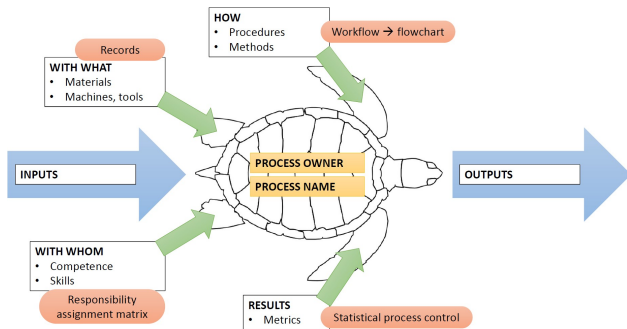 HOW
• Procedures
• Methods
Workflow → flowchart
Records
WITH WHAT
• Materials
• Machines, tools
INPUTS
PROCESS OWNER
PROCESS NAME
OUTPUTS
WITH WHOM
• Competence
• Skills
Responsibility
assignment matrix
RESULTS
• Metrics
Statistical process control